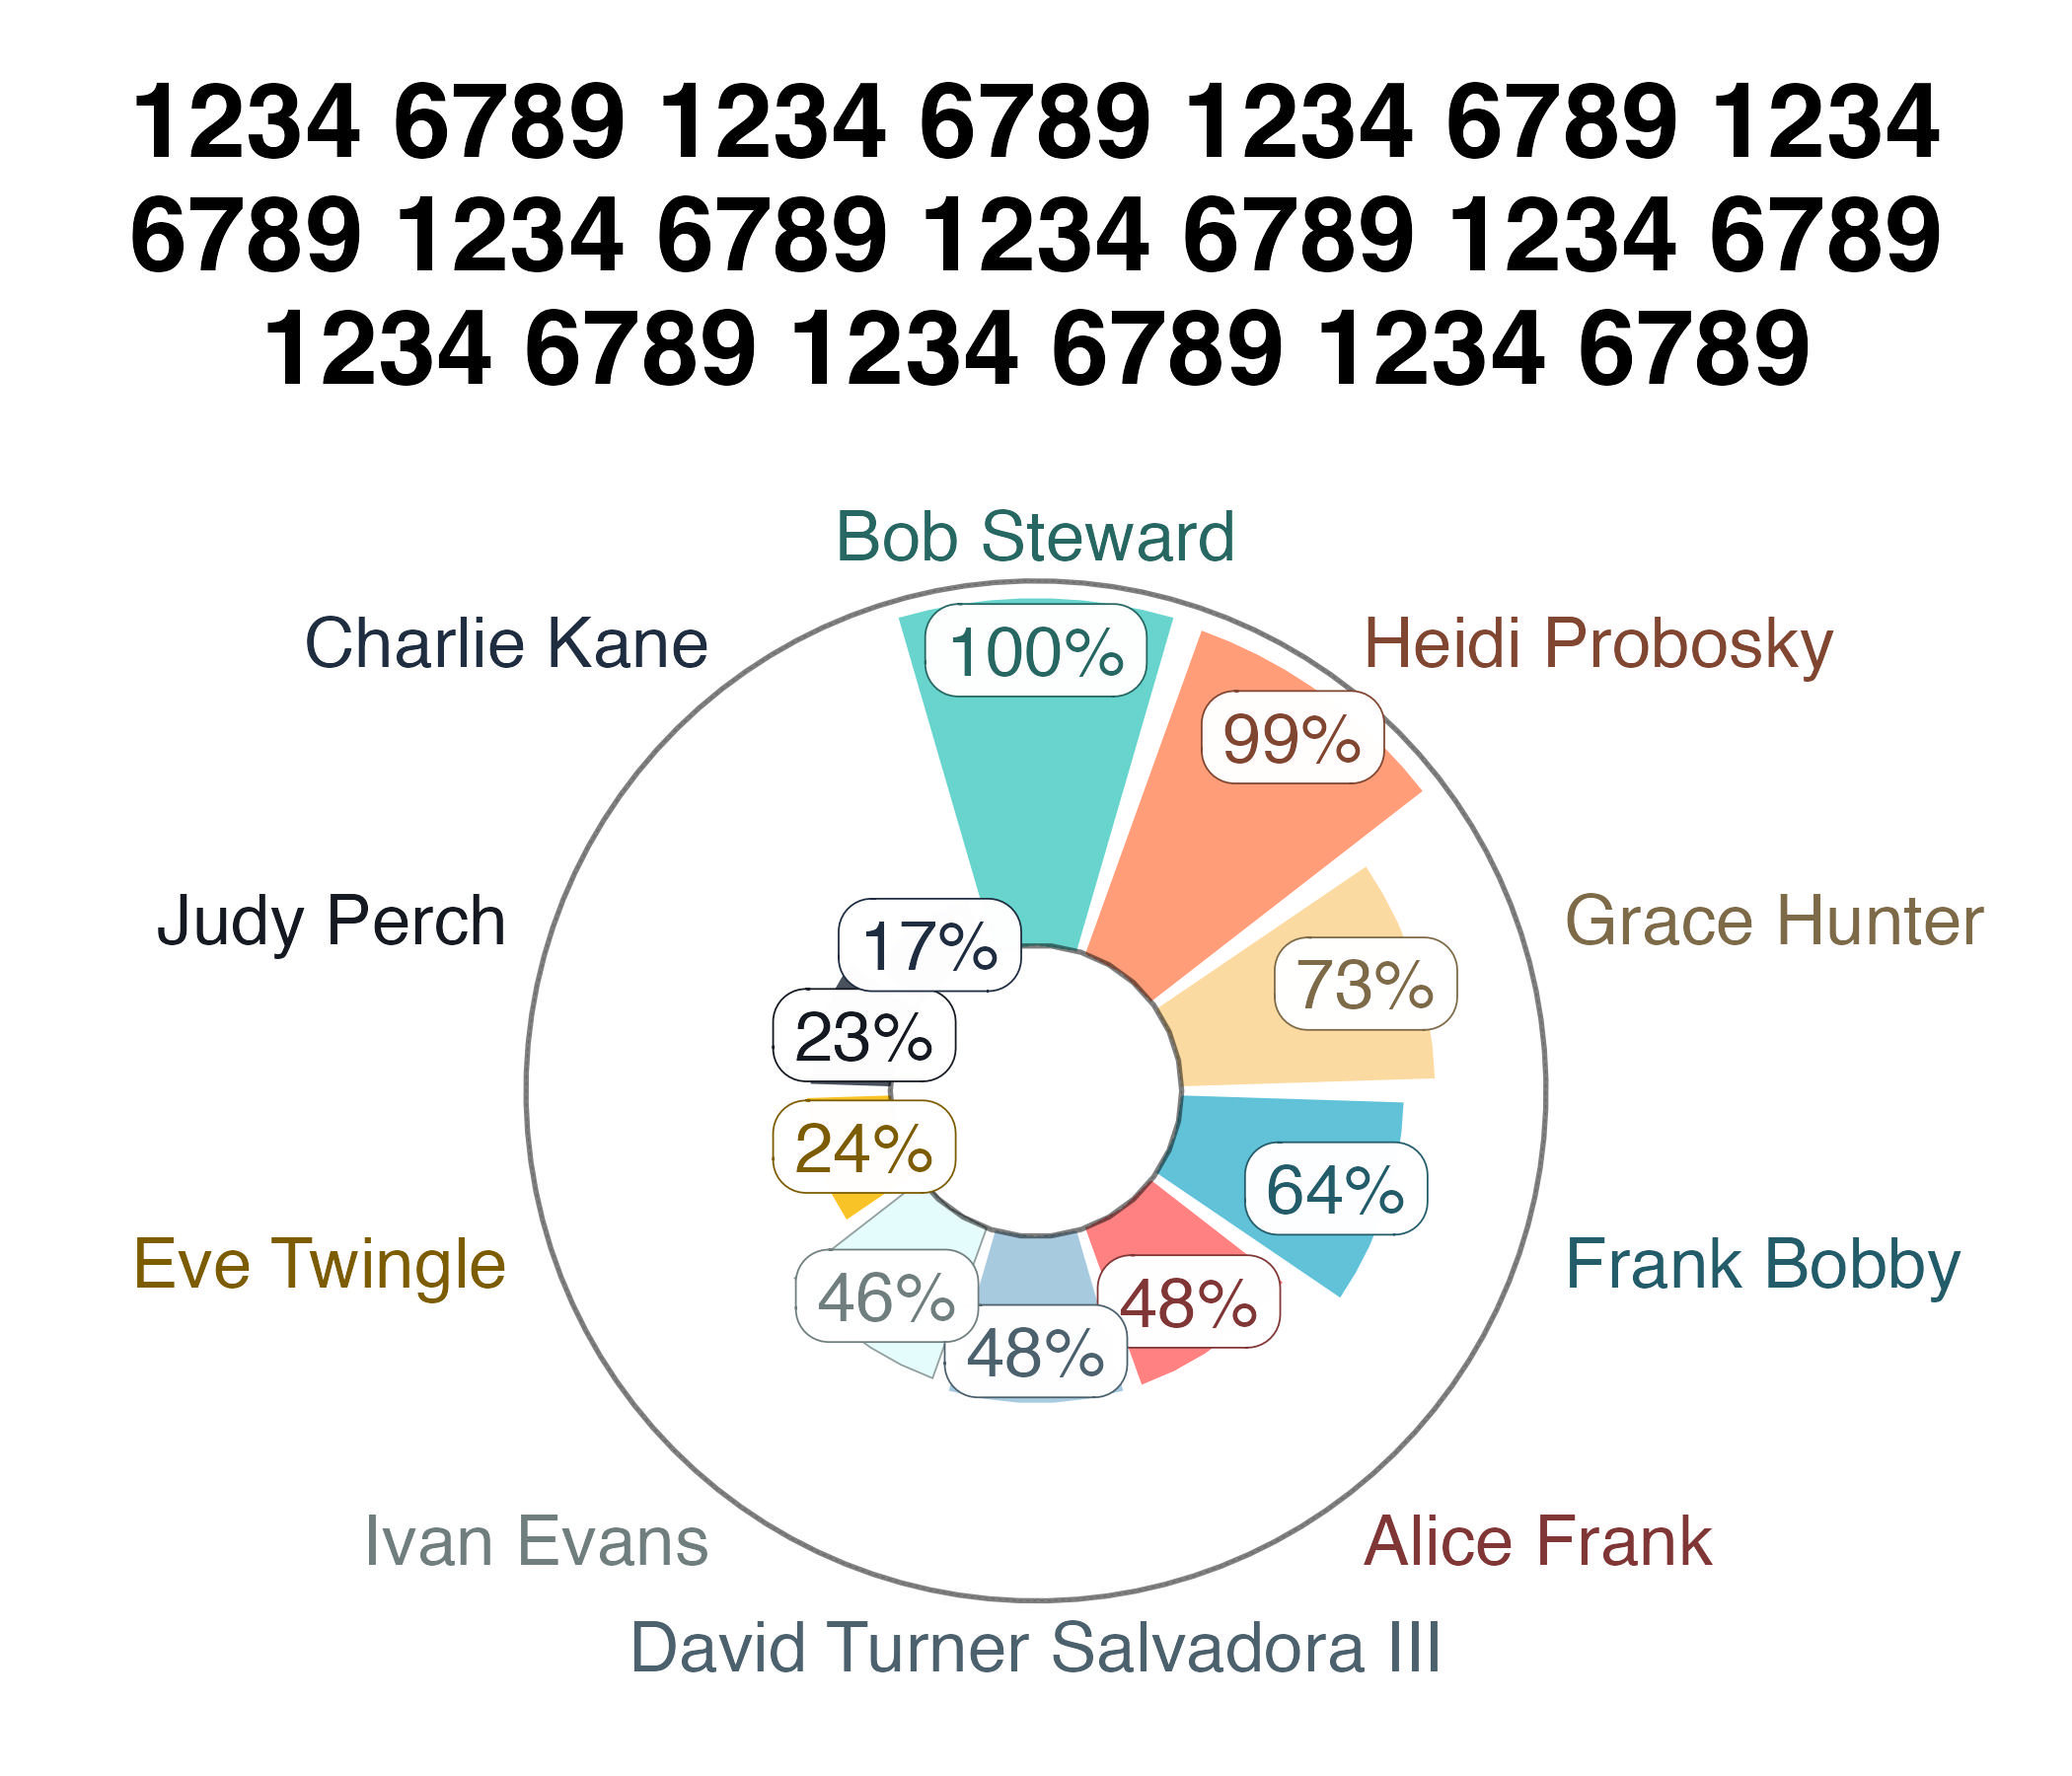 1234 6789 1234 6789 1234 6789 1234
6789 1234 6789 1234 6789 1234 6789
1234 6789 1234 6789 1234 6789
Bob Steward
Charlie Kane
Heidi Probosky
100%
99%
Judy Perch
17%
Grace Hunter
73%
23%
24%
64%
Eve Twingle
Frank Bobby
46%
48%
48%
Ivan Evans
Alice Frank
David Turner Salvadora III